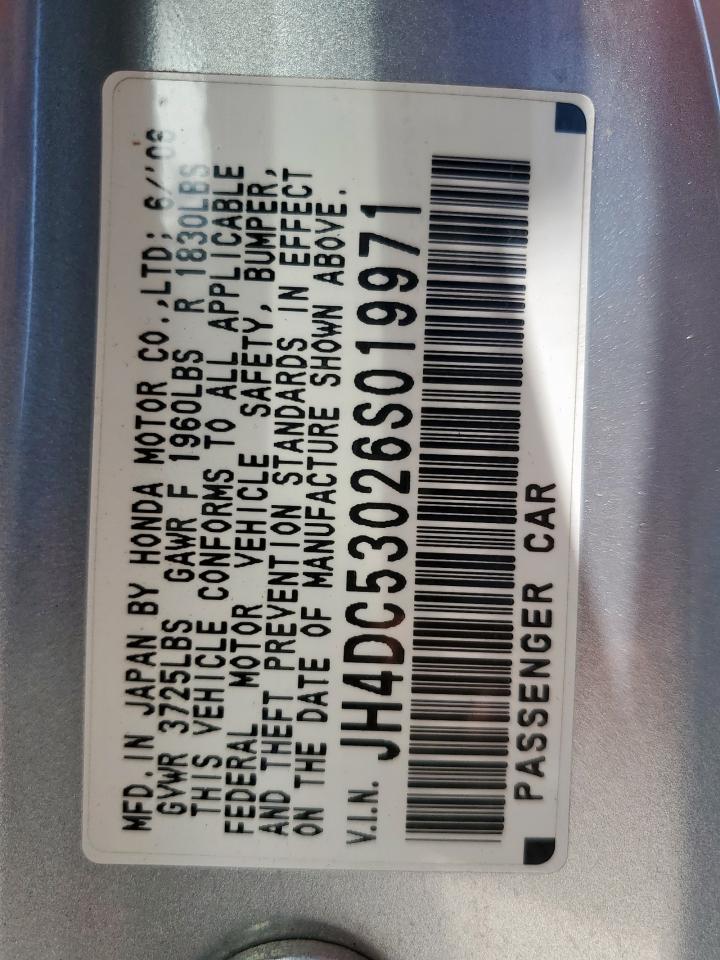 MFD. IN JAPAN BY HONDA MOTOR CO.,LTD; 6/'06
GVWR 3725LBS GAWR F 1960LBS R 1830LBS
THIS VEHICLE CONFORMS TO ALL APPLICABLE
FEDERAL MOTOR VEHICLE SAFETY, BUMPER,
AND THEFT PREVENTION STANDARDS IN EFFECT
ON THE DATE OF MANUFACTURE SHOWN ABOVE.
V.I.N. JH4DC53026S019971
PASSENGER CAR